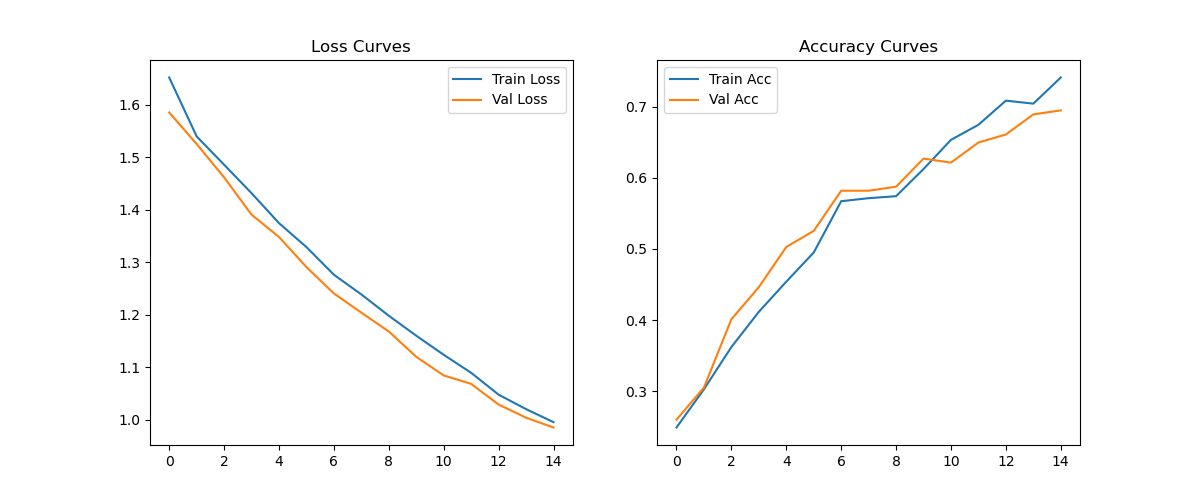 Loss Curves
Train Loss
Val Loss
1.6
1.5
1.4
1.3
1.2
1.1
1.0
0 2 4 6 8 10 12 14
Accuracy Curves
Train Acc
Val Acc
0.7
0.6
0.5
0.4
0.3
0 2 4 6 8 10 12 14